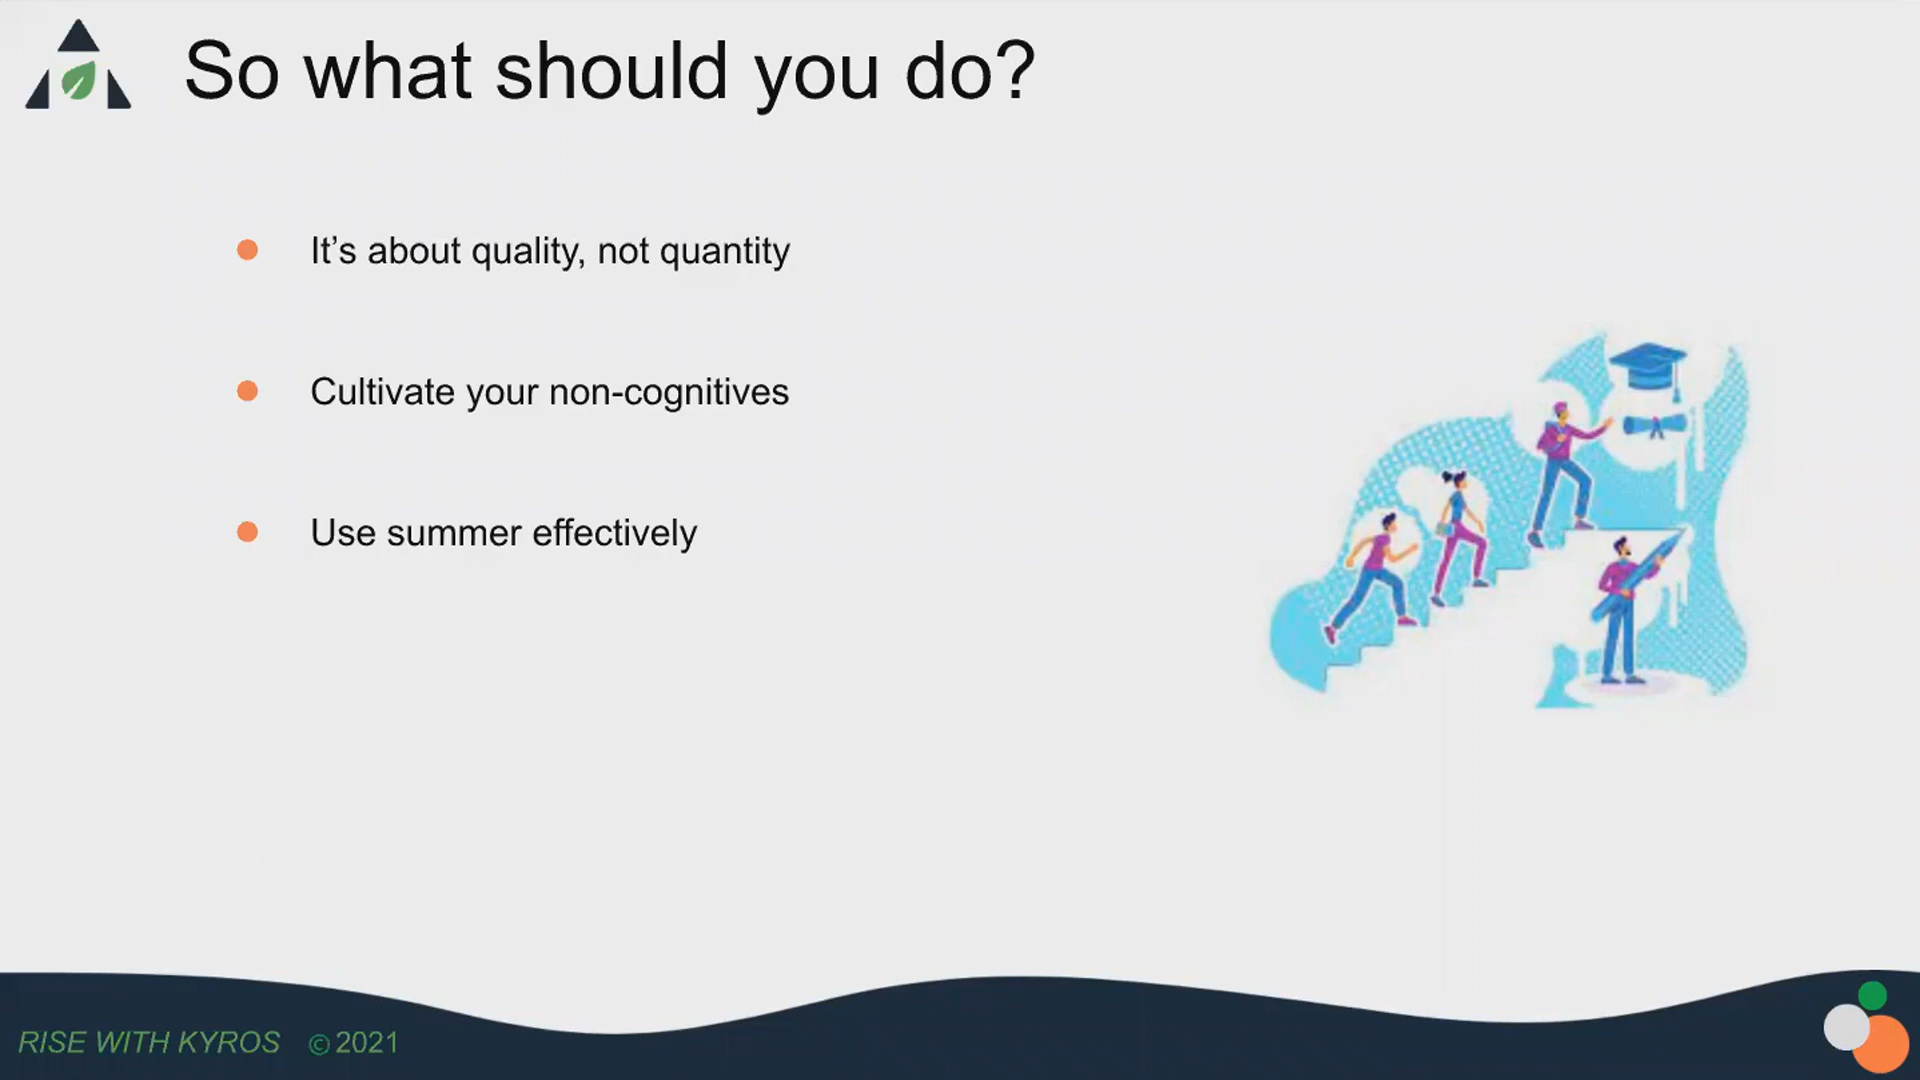 So what should you do?
It’s about quality, not quantity
Cultivate your non-cognitives
Use summer effectively
RISE WITH KYROS © 2021